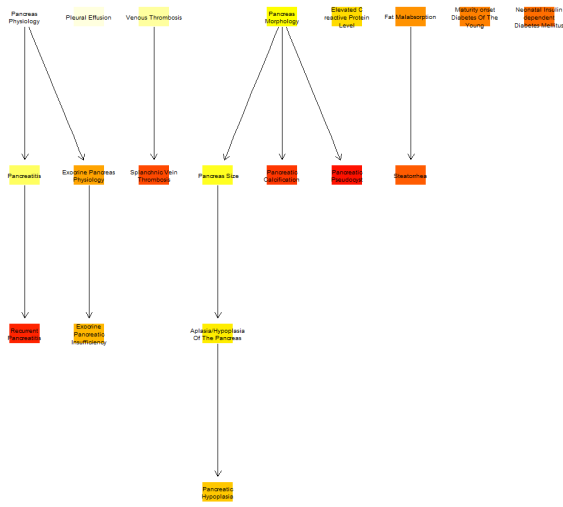 Pancreas
Physiology
Pleural Effusion
Venous Thrombosis
Pancreas
Morphology
Elevated C
reactive Protein
Level
Fat Malabsorption
Maturity onset
Diabetes Of The
Young
Neonatal Insulin
dependent
Diabetes Mellitus
Pancreatitis
Exocrine Pancreas
Physiology
Splanchnic Vein
Thrombosis
Pancreas Size
Pancreatic
Calcification
Pancreatic
Pseudocyst
Steatorrhea
Recurrent
Pancreatitis
Exocrine
Pancreatic
Insufficiency
Aplasia/Hypoplasia
Of The Pancreas
Pancreatic
Hypoplasia